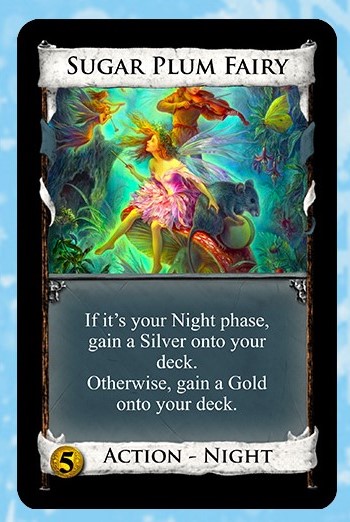 Sugar Plum Fairy
If it's your Night phase,
gain a Silver onto your
deck.
Otherwise, gain a Gold
onto your deck.
5
Action - Night